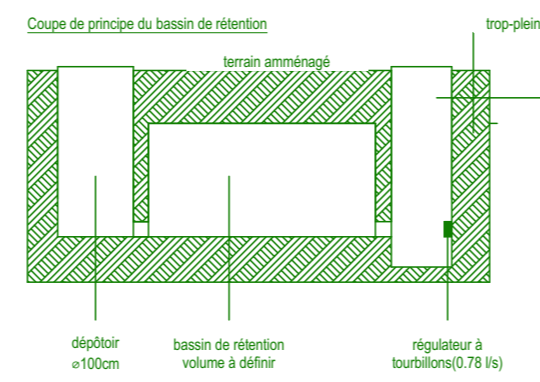 Coupe de principe du bassin de rétention
trop-plein
terrain amménagé
dépôtoir
⌀100cm
bassin de rétention
volume à définir
régulateur à
tourbillons(0.78 l/s)